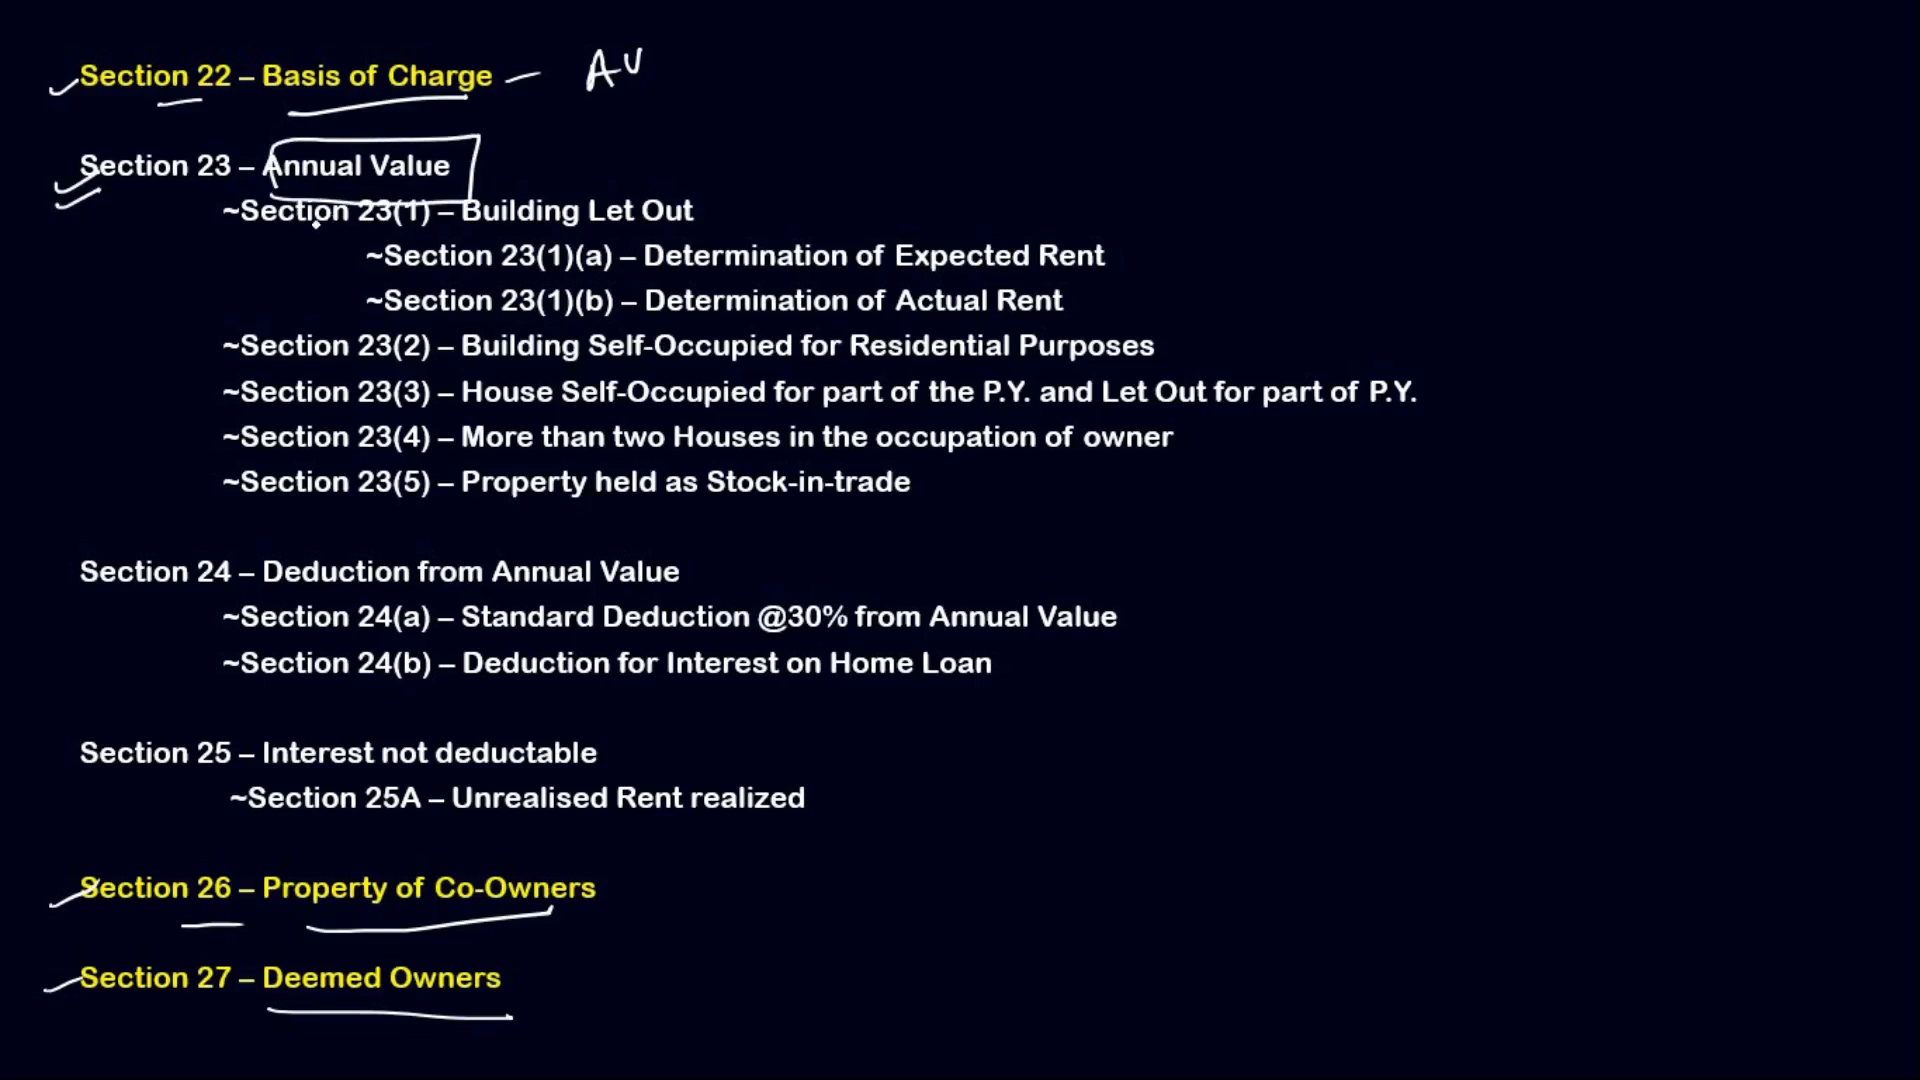 Section 22 – Basis of Charge – AV
Section 23 – Annual Value
~Section 23(1) – Building Let Out
~Section 23(1)(a) – Determination of Expected Rent
~Section 23(1)(b) – Determination of Actual Rent
~Section 23(2) – Building Self-Occupied for Residential Purposes
~Section 23(3) – House Self-Occupied for part of the P.Y. and Let Out for part of P.Y.
~Section 23(4) – More than two Houses in the occupation of owner
~Section 23(5) – Property held as Stock-in-trade
Section 24 – Deduction from Annual Value
~Section 24(a) – Standard Deduction @30% from Annual Value
~Section 24(b) – Deduction for Interest on Home Loan
Section 25 – Interest not deductable
~Section 25A – Unrealised Rent realized
Section 26 – Property of Co-Owners
Section 27 – Deemed Owners